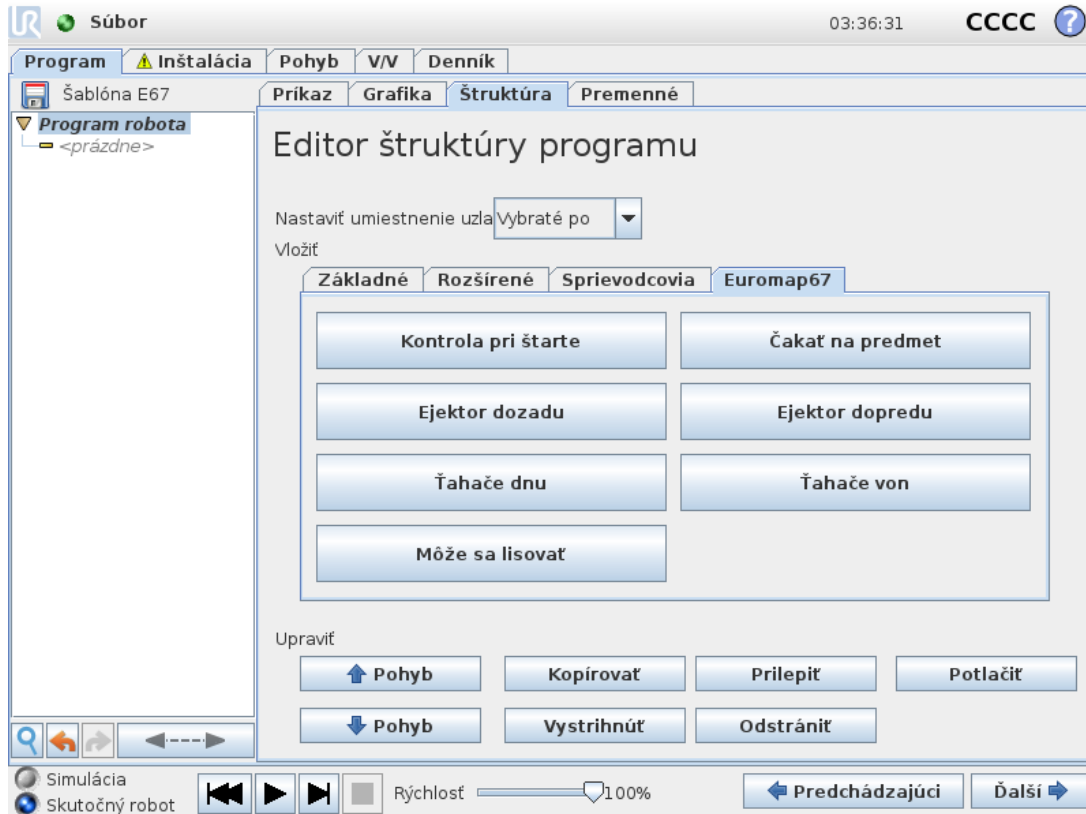 UR Súbor 03:36:31 CCCC ?
Program Inštalácia Pohyb V/V Denník
Šablóna E67
Príkaz Grafika Štruktúra Premenné
Program robota
<prázdne>
Editor štruktúry programu
Nastaviť umiestnenie uzla Vybraté po
Vložiť
Základné Rozšírené Sprievodcovia Euromap67
Kontrola pri štarte Čakať na predmet
Ejektor dozadu Ejektor dopredu
Ťahače dnu Ťahače von
Môže sa lisovať
Upraviť
Pohyb Kopírovať Prilepiť Potlačiť
Pohyb Vystrihnúť Odstrániť
Simulácia
Skutočný robot
Rýchlosť 100%
Predchádzajúci Ďalší